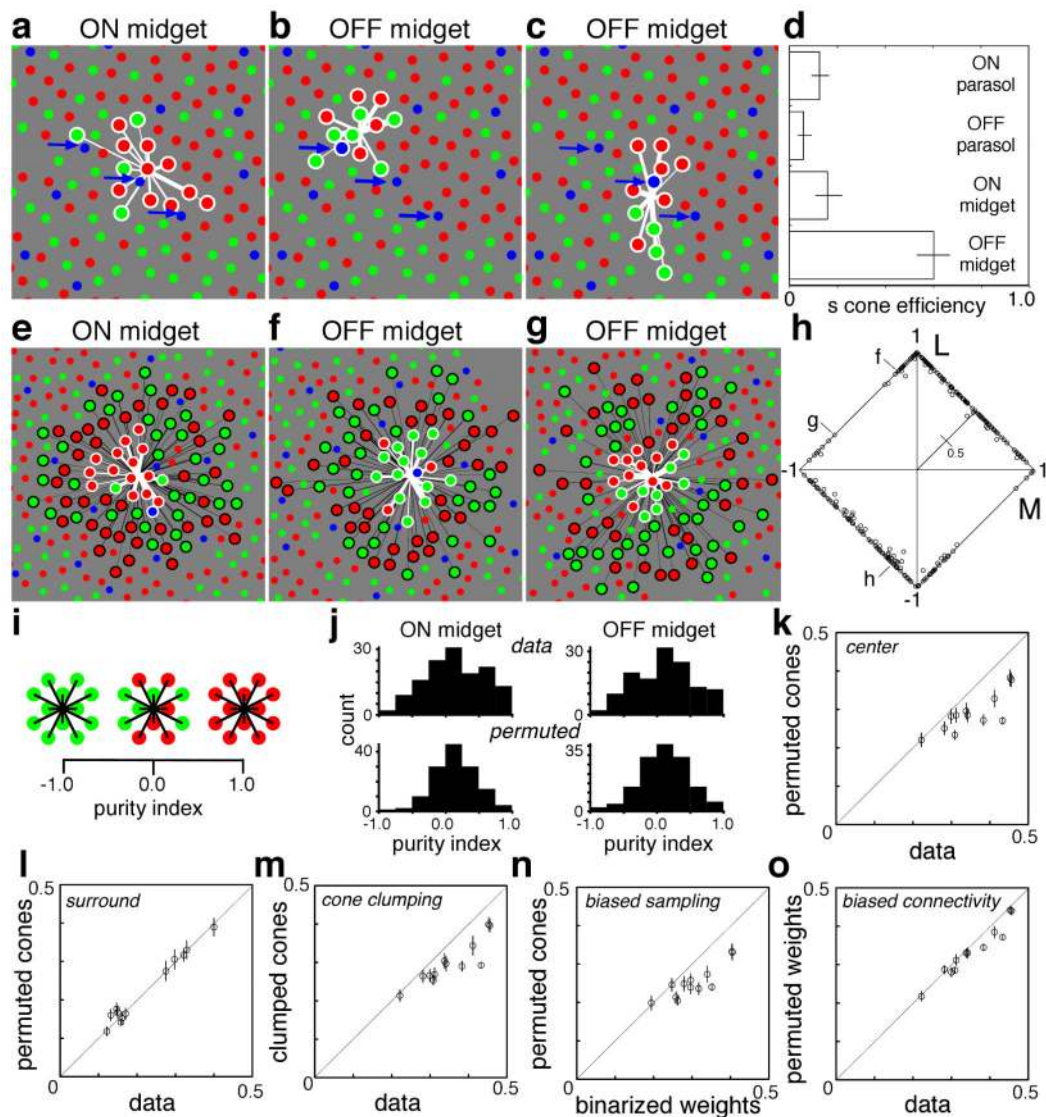 a ON midget
b OFF midget
c OFF midget
d
ON
parasol
OFF
parasol
ON
midget
OFF
midget
0 1.0
s cone efficiency
e ON midget
f OFF midget
g OFF midget
h
1 L
f
g
0.5
-1 1
M
h
-1
i
-1.0 0.0 1.0
purity index
j
ON midget OFF midget
data
30 30
0 0
count
permuted
40 35
0 0
-1.0 0.0 1.0 -1.0 0.0 1.0
purity index purity index
k
0.5
center
permuted cones
0 0.5
data
l
0.5
surround
permuted cones
0 0.5
data
m
0.5
cone clumping
clumped cones
0 0.5
data
n
0.5
biased sampling
permuted cones
0 0.5
binarized weights
o
0.5
biased connectivity
permuted weights
0 0.5
data